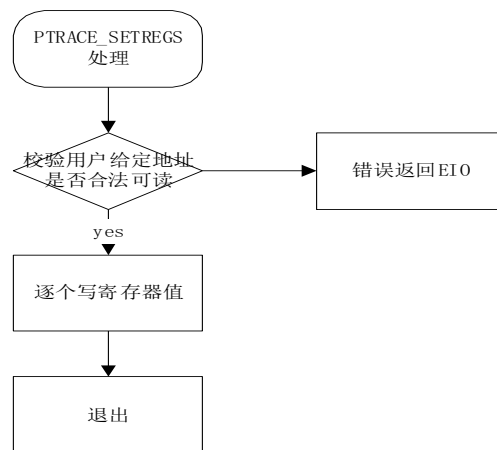 PTRACE_SETREGS
处理
校验用户给定地址
是否合法可读
错误返回EIO
yes
逐个写寄存器值
退出